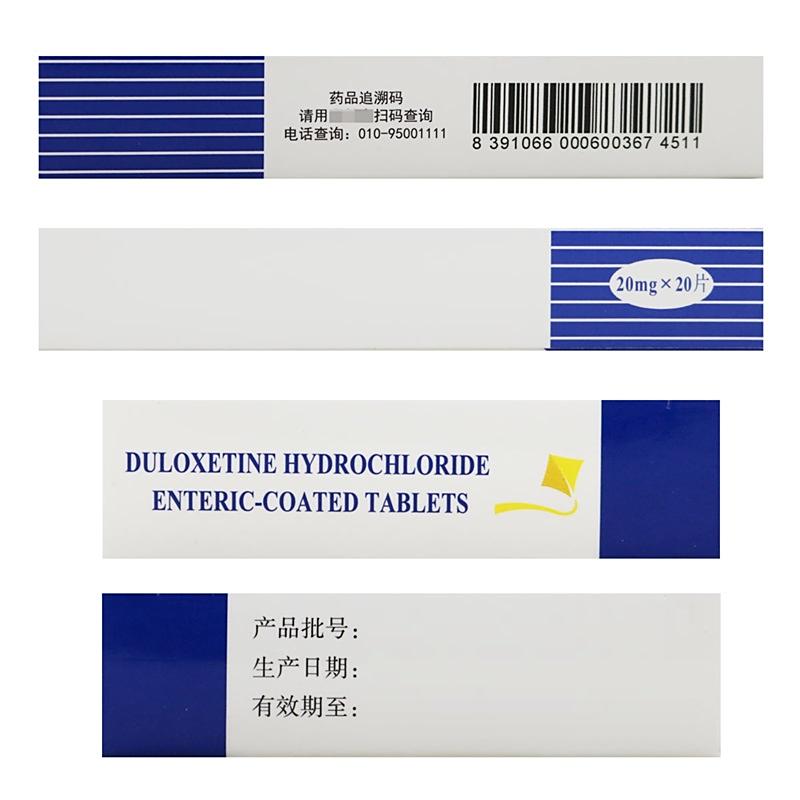 药品追溯码
请用扫码查询
电话查询：010-95001111
8 391066 000600367 4511
20mg×20片
DULOXETINE HYDROCHLORIDE
ENTERIC-COATED TABLETS
产品批号：
生产日期：
有效期至：